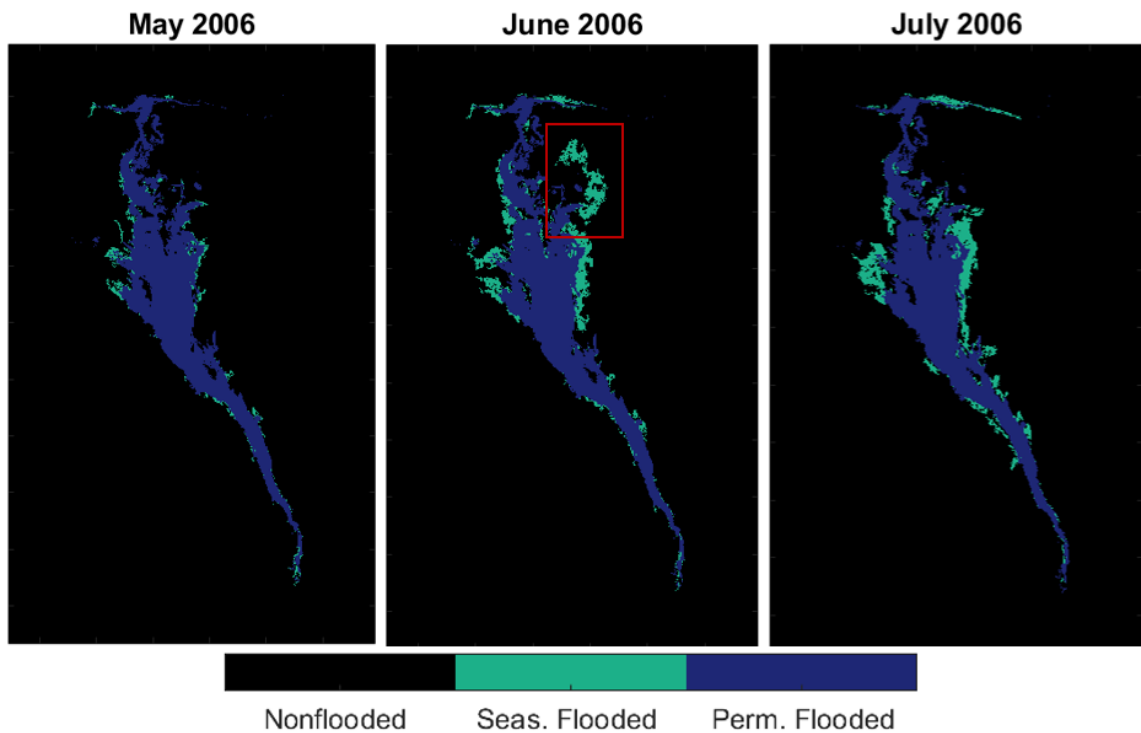 May 2006
June 2006
July 2006
Nonflooded
Seas. Flooded
Perm. Flooded